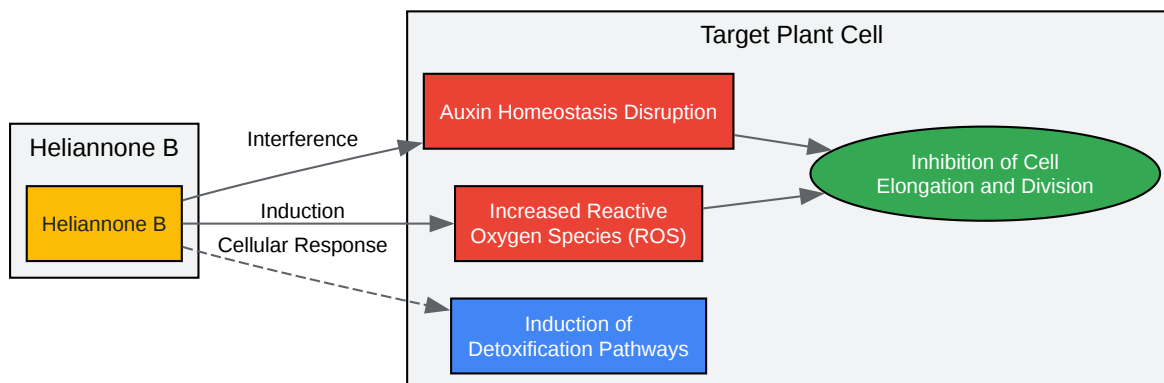 Target Plant Cell
Auxin Homeostasis Disruption
Interference
Heliannone B
Inhibition of Cell
Elongation and Division
Heliannone B
Induction
Increased Reactive
Oxygen Species (ROS)
Cellular Response
Induction of
Detoxification Pathways